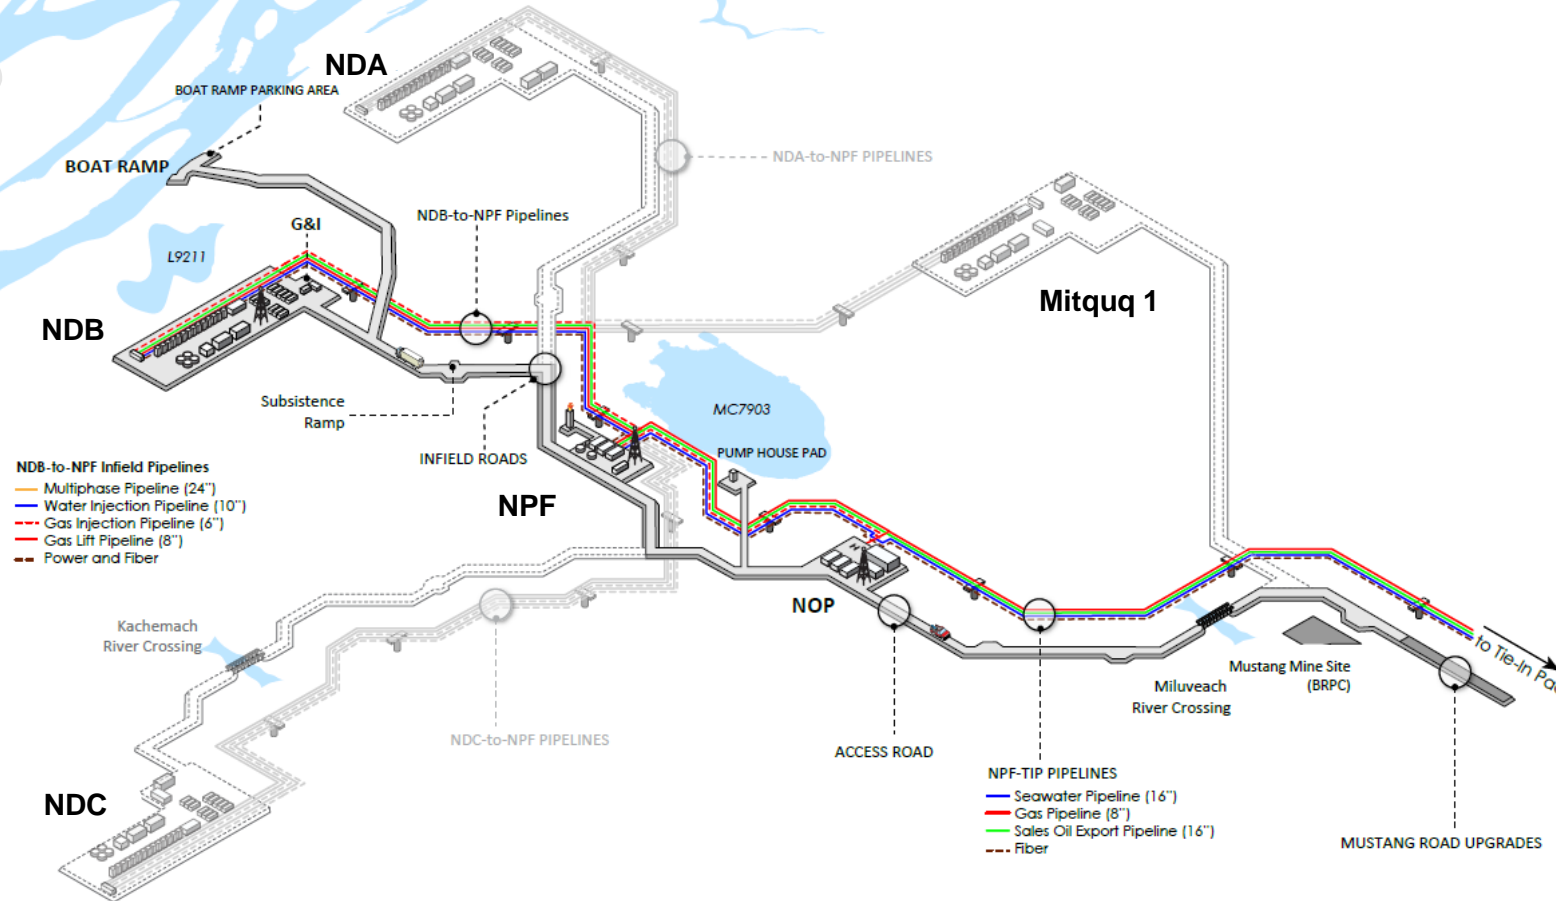 NDA
BOAT RAMP PARKING AREA
BOAT RAMP
NDA-to-NPF PIPELINES
NDB-to-NPF Pipelines
G&I
L9211
NDB
Mitquq 1
Subsistence
Ramp
MC7903
INFIELD ROADS
PUMP HOUSE PAD
NDB-to-NPF Infield Pipelines
Multiphase Pipeline (24")
Water Injection Pipeline (10")
Gas Injection Pipeline (6")
Gas Lift Pipeline (8")
Power and Fiber
NPF
H
NOP
Kachemach
River Crossing
to Tie-In Pad
Mustang Mine Site
(BRPC)
Miluveach
River Crossing
NDC-to-NPF PIPELINES
ACCESS ROAD
NDC
NPF-TIP PIPELINES
Seawater Pipeline (16")
Gas Pipeline (8")
Sales Oil Export Pipeline (16")
Fiber
MUSTANG ROAD UPGRADES